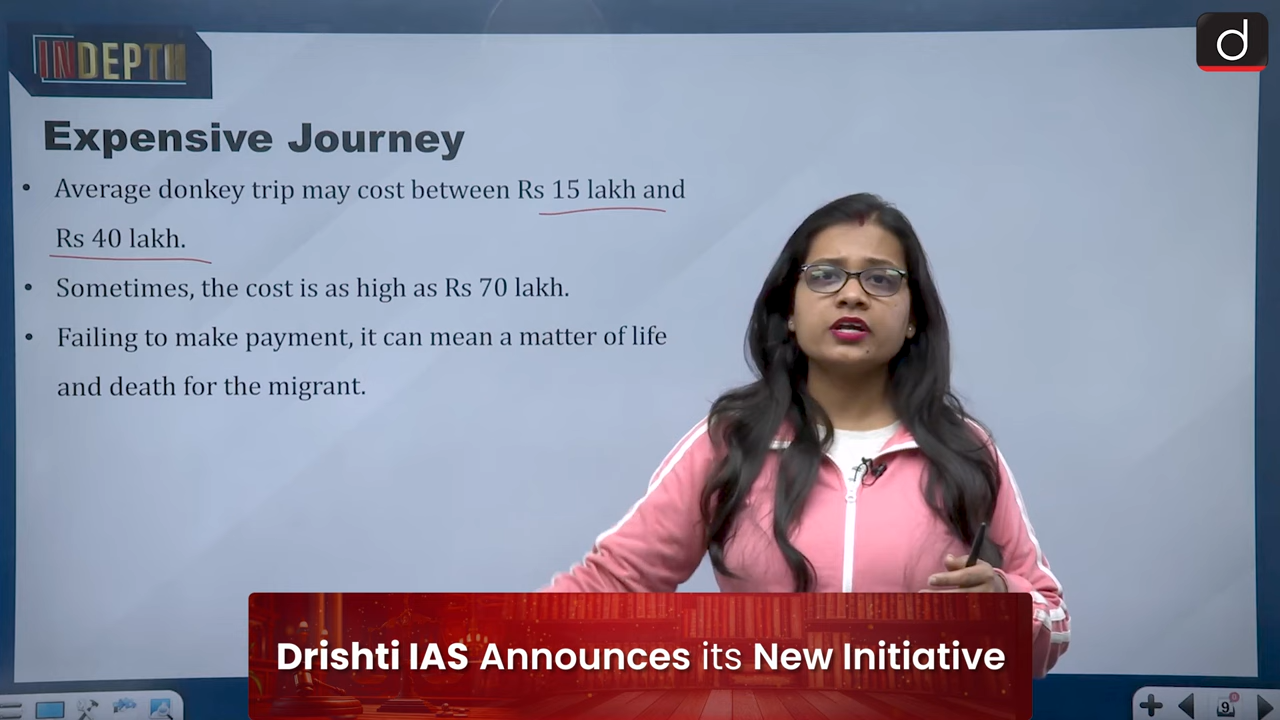 INDEPTH
d
Expensive Journey
• Average donkey trip may cost between Rs 15 lakh and
Rs 40 lakh.
• Sometimes, the cost is as high as Rs 70 lakh.
• Failing to make payment, it can mean a matter of life
and death for the migrant.
Drishti IAS Announces its New Initiative
9